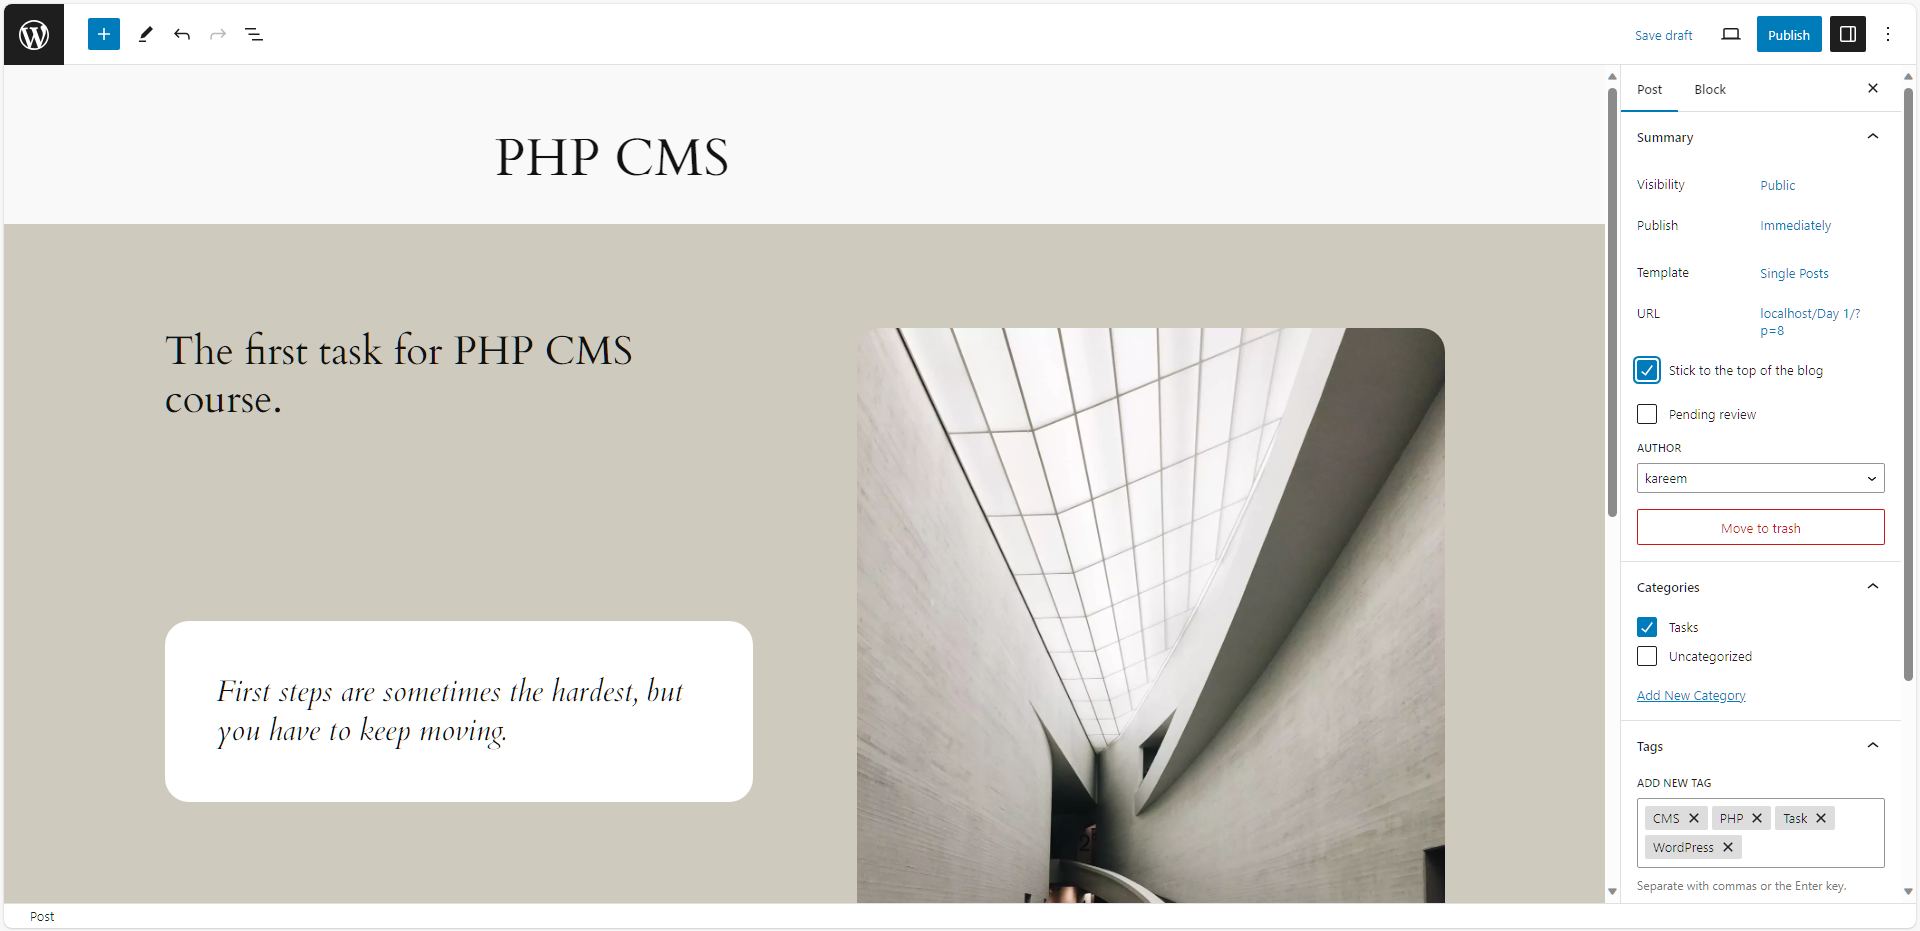 Save draft
Publish
PHP CMS
The first task for PHP CMS
course.
First steps are sometimes the hardest, but
you have to keep moving.
Post
Block
Summary
Visibility
Public
Publish
Immediately
Template
Single Posts
URL
localhost/Day 1/?
p=8
Stick to the top of the blog
Pending review
AUTHOR
kareem
Move to trash
Categories
Tasks
Uncategorized
Add New Category
Tags
ADD NEW TAG
CMS
PHP
Task
WordPress
Separate with commas or the Enter key.
Post